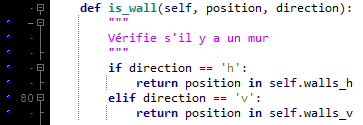 def is_wall(self, position, direction):
"""
Vérifie s'il y a un mur
"""
if direction == 'h':
return position in self.walls_h
80 elif direction == 'v':
return position in self.walls_v